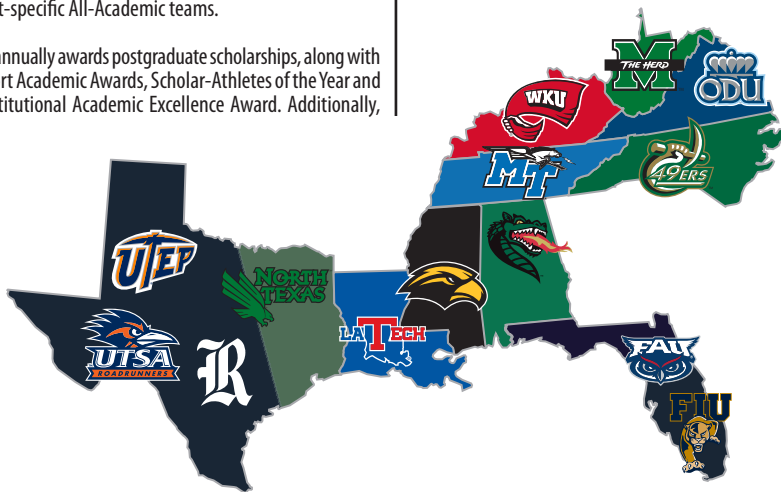 t-specific All-Academic teams.
annually awards postgraduate scholarships, along with
rt Academic Awards, Scholar-Athletes of the Year and
titutional Academic Excellence Award. Additionally,
THE HERD
M
ODU
WKU
MT
49ERS
UTEP
NORTH
TEXAS
UTSA
ROADRUNNERS
R
LA TECH
FAU
FIU